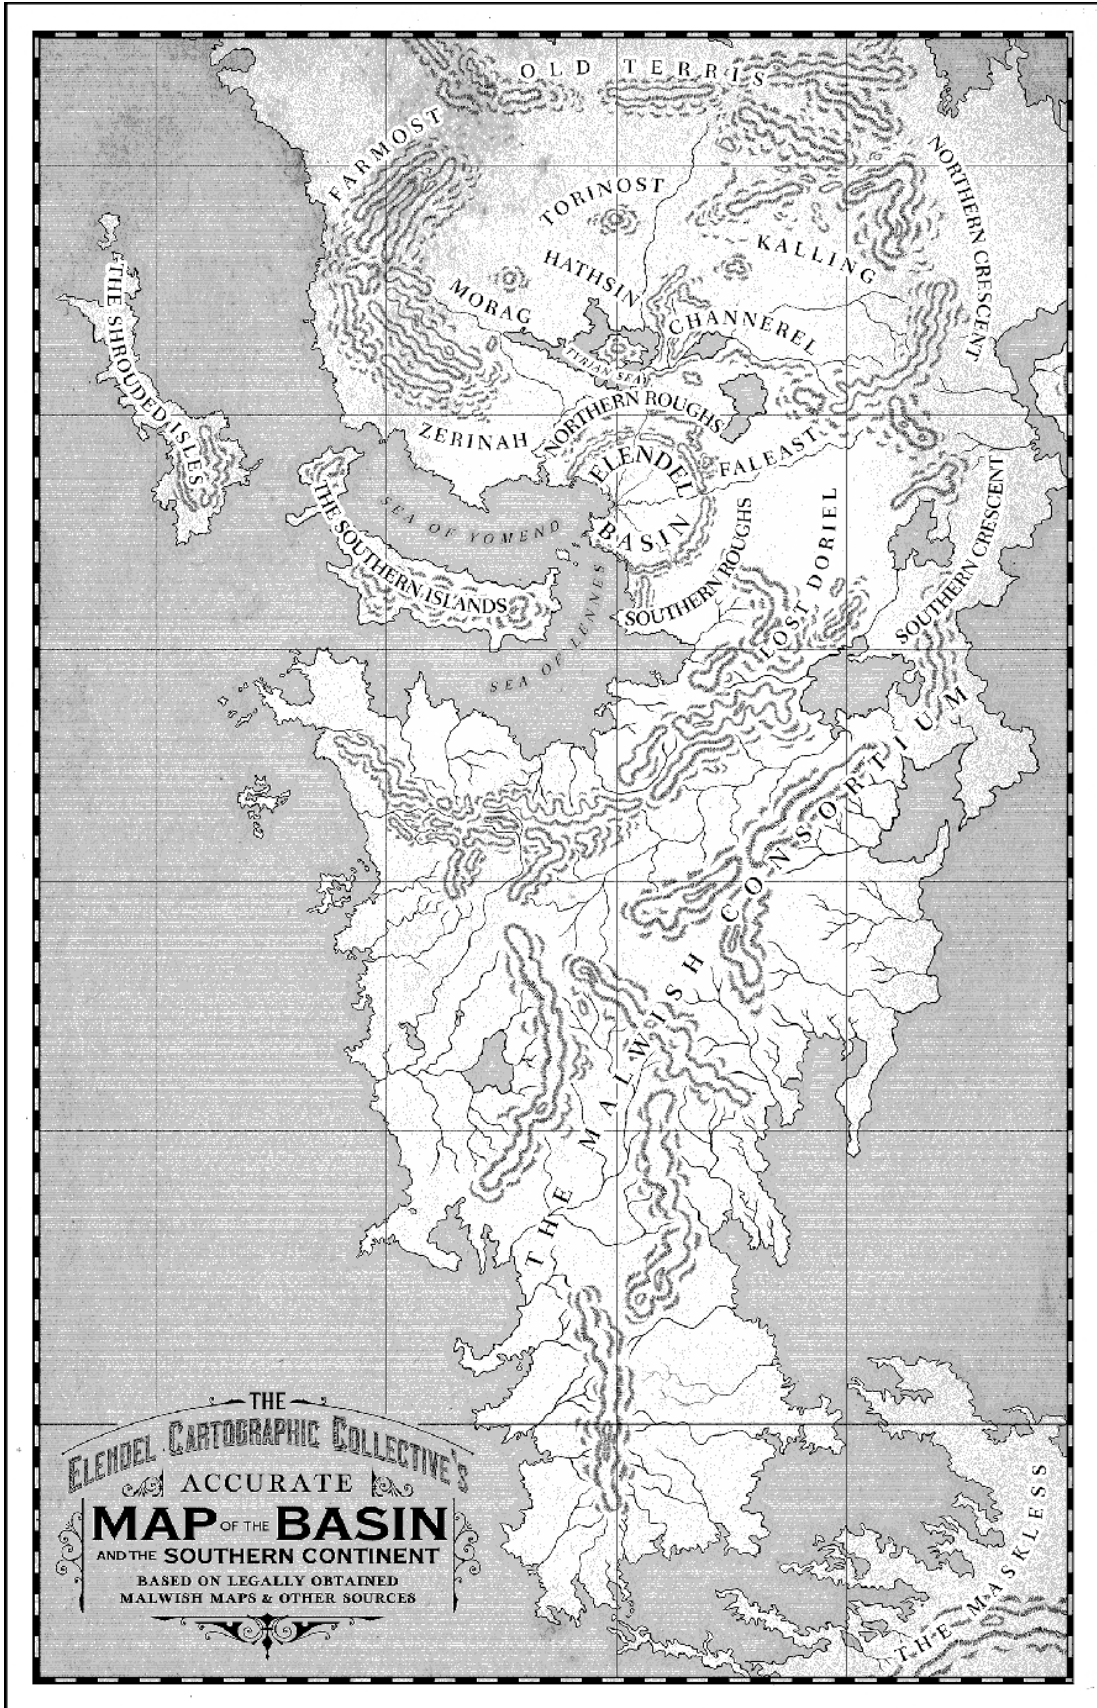 OLD TERRIS
FARMOST
NORTHERN CRESCENT
TORINOST
KALLING
HATHSIN
MORAG
CHANNEREL
THE SHROUDED ISLES
TYRIAN SEA
NORTHERN ROUGHS
ZERINAH
FALEAST
ELENDEL
BASIN
SEA OF YOMEND
THE SOUTHERN ISLANDS
SOUTHERN ROUGHS
LOST DORIEL
SOUTHERN CRESCENT
SEA OF LENNES
THE MALWISH CONSORTIUM
THE MASKLESS
THE
ELENDEL CARTOGRAPHIC COLLECTIVE'S
ACCURATE
MAP OF THE BASIN
AND THE SOUTHERN CONTINENT
BASED ON LEGALLY OBTAINED
MALWISH MAPS & OTHER SOURCES